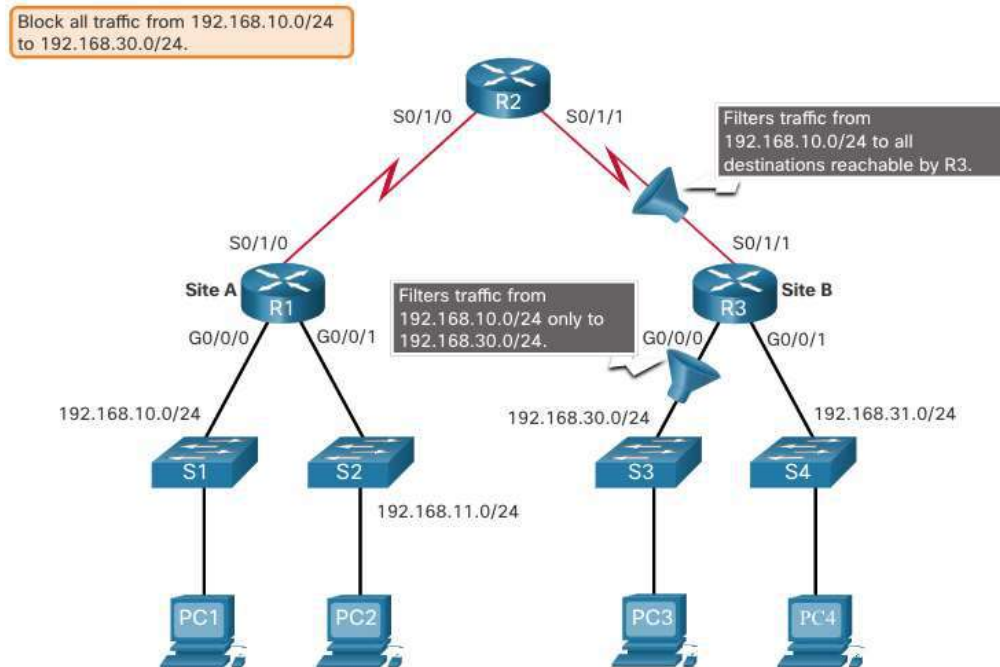 Block all traffic from 192.168.10.0/24
to 192.168.30.0/24.
R2
S0/1/0
S0/1/1
Filters traffic from
192.168.10.0/24 to all
destinations reachable by R3.
S0/1/0
S0/1/1
Site A
R1
Filters traffic from
192.168.10.0/24 only to
192.168.30.0/24.
R3
Site B
G0/0/0
G0/0/1
G0/0/0
G0/0/1
192.168.10.0/24
192.168.30.0/24
192.168.31.0/24
S1
S2
S3
S4
192.168.11.0/24
PC1
PC2
PC3
PC4